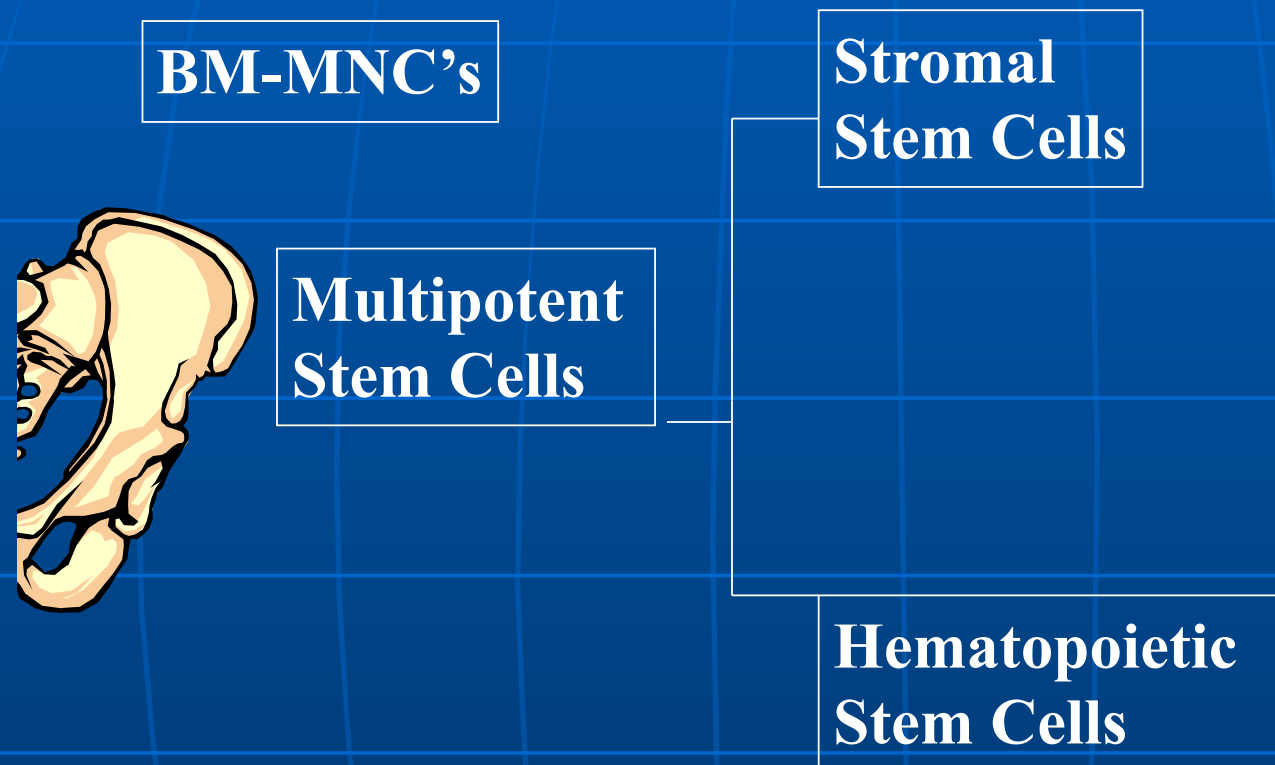 BM-MNC’s
Stromal
Stem Cells
Multipotent
Stem Cells
Hematopoietic
Stem Cells